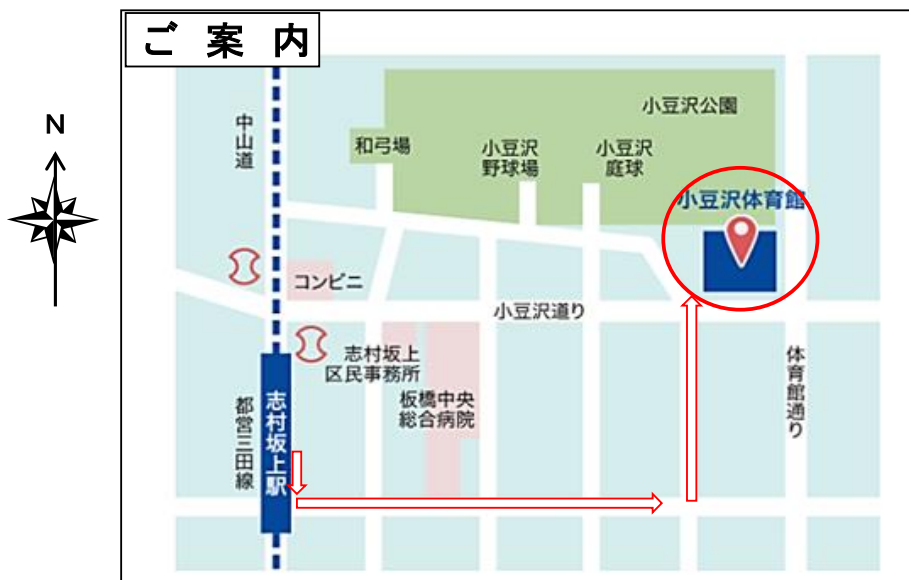 ご 案 内
N
中山道
和弓場
小豆沢
野球場
小豆沢
庭球
小豆沢公園
小豆沢体育館
コンビニ
小豆沢道り
志村坂上
区民事務所
板橋中央
総合病院
都営三田線
志村坂上駅
体育館通り